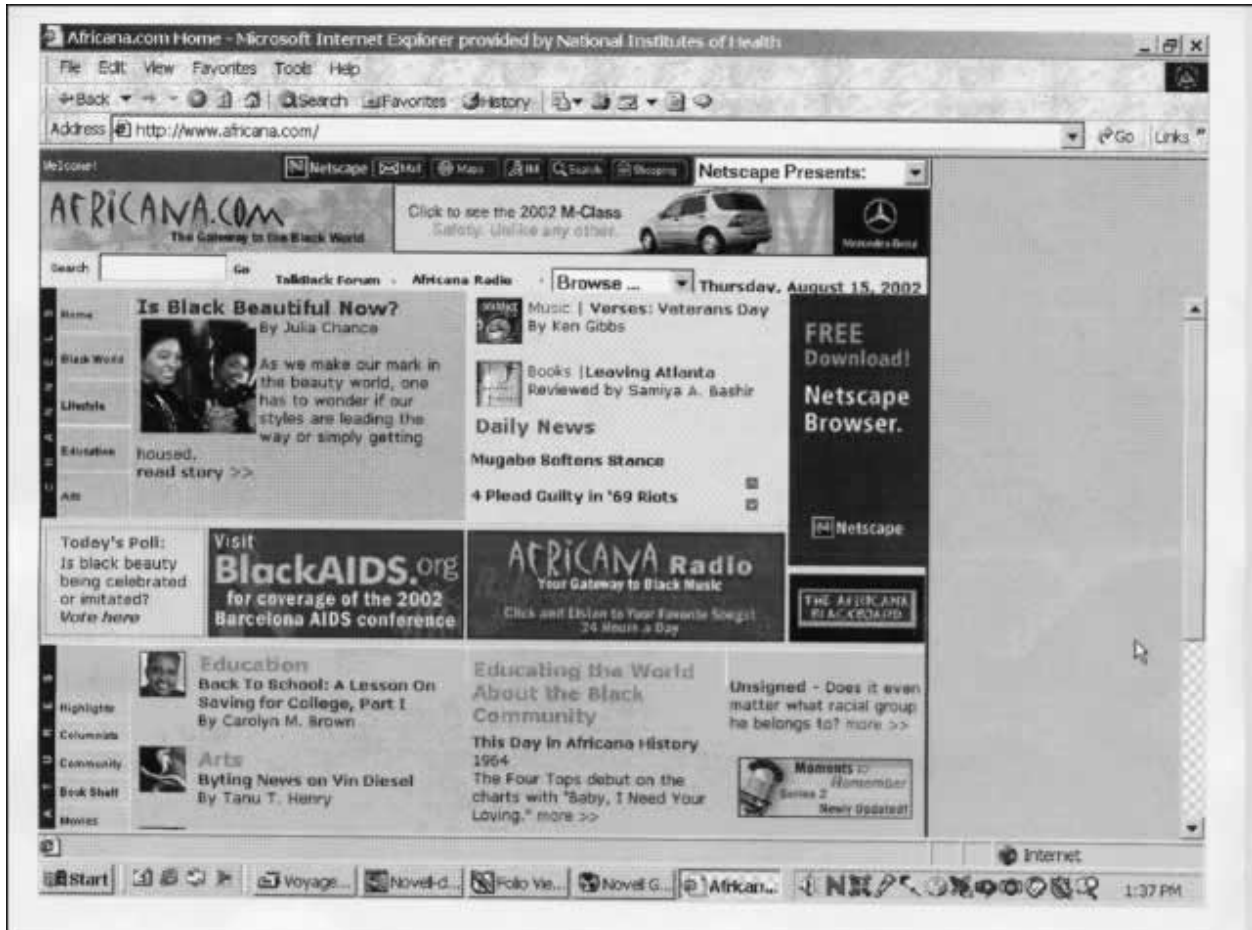 Africana.com Home - Microsoft Internet Explorer provided by National Institutes of Health
File Edit View Favorites Tools Help
Back Search Favorites History
Address http://www.africana.com/ Go Links
Welcome! Netscape Mail Maps IM Search Shopping Netscape Presents:
AFRICANA.COM
The Gateway to the Black World
Click to see the 2002 M-Class
Safety. Unlike any other.
Mercedes-Benz
Search Go TalkBack Forum Africana Radio Browse ... Thursday, August 15, 2002
CHANNELS
Home
Black World
Lifestyle
Education
Arts
Is Black Beautiful Now?
By Julia Chance
As we make our mark in
the beauty world, one
has to wonder if our
styles are leading the
way or simply getting
housed.
read story >>
Music | Verses: Veterans Day
By Ken Gibbs
Books |Leaving Atlanta
Reviewed by Samiya A. Bashir
Daily News
Mugabe Softens Stance
4 Plead Guilty in '69 Riots
FREE
Download!
Netscape
Browser.
Netscape
Today's Poll:
Is black beauty
being celebrated
or imitated?
Vote here
Visit
BlackAIDS.org
for coverage of the 2002
Barcelona AIDS conference
AFRICANA Radio
Your Gateway to Black Music
Click and Listen to Your Favorite Songs!
24 Hours a Day
THE AFRICANA
BLACKBOARD
Highlights
Columnists
Community
Book Shelf
Movies
Education
Back To School: A Lesson On
Saving for College, Part I
By Carolyn M. Brown
Arts
Byting News on Vin Diesel
By Tanu T. Henry
Educating the World
About the Black
Community
This Day in Africana History
1964
The Four Tops debut on the
charts with "Baby, I Need Your
Loving." more >>
Unsigned - Does it even
matter what racial group
he belongs to? more >>
Moments to
Remember
Series 2
Newly Updated!
Internet
Start Voyage... Novell-d... Folio Vie... Novell G... African... 1:37 PM